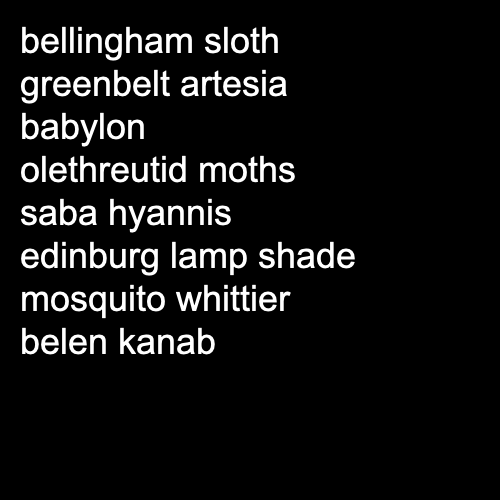 bellingham sloth
greenbelt artesia
babylon
olethreutid moths
saba hyannis
edinburg lamp shade
mosquito whittier
belen kanab